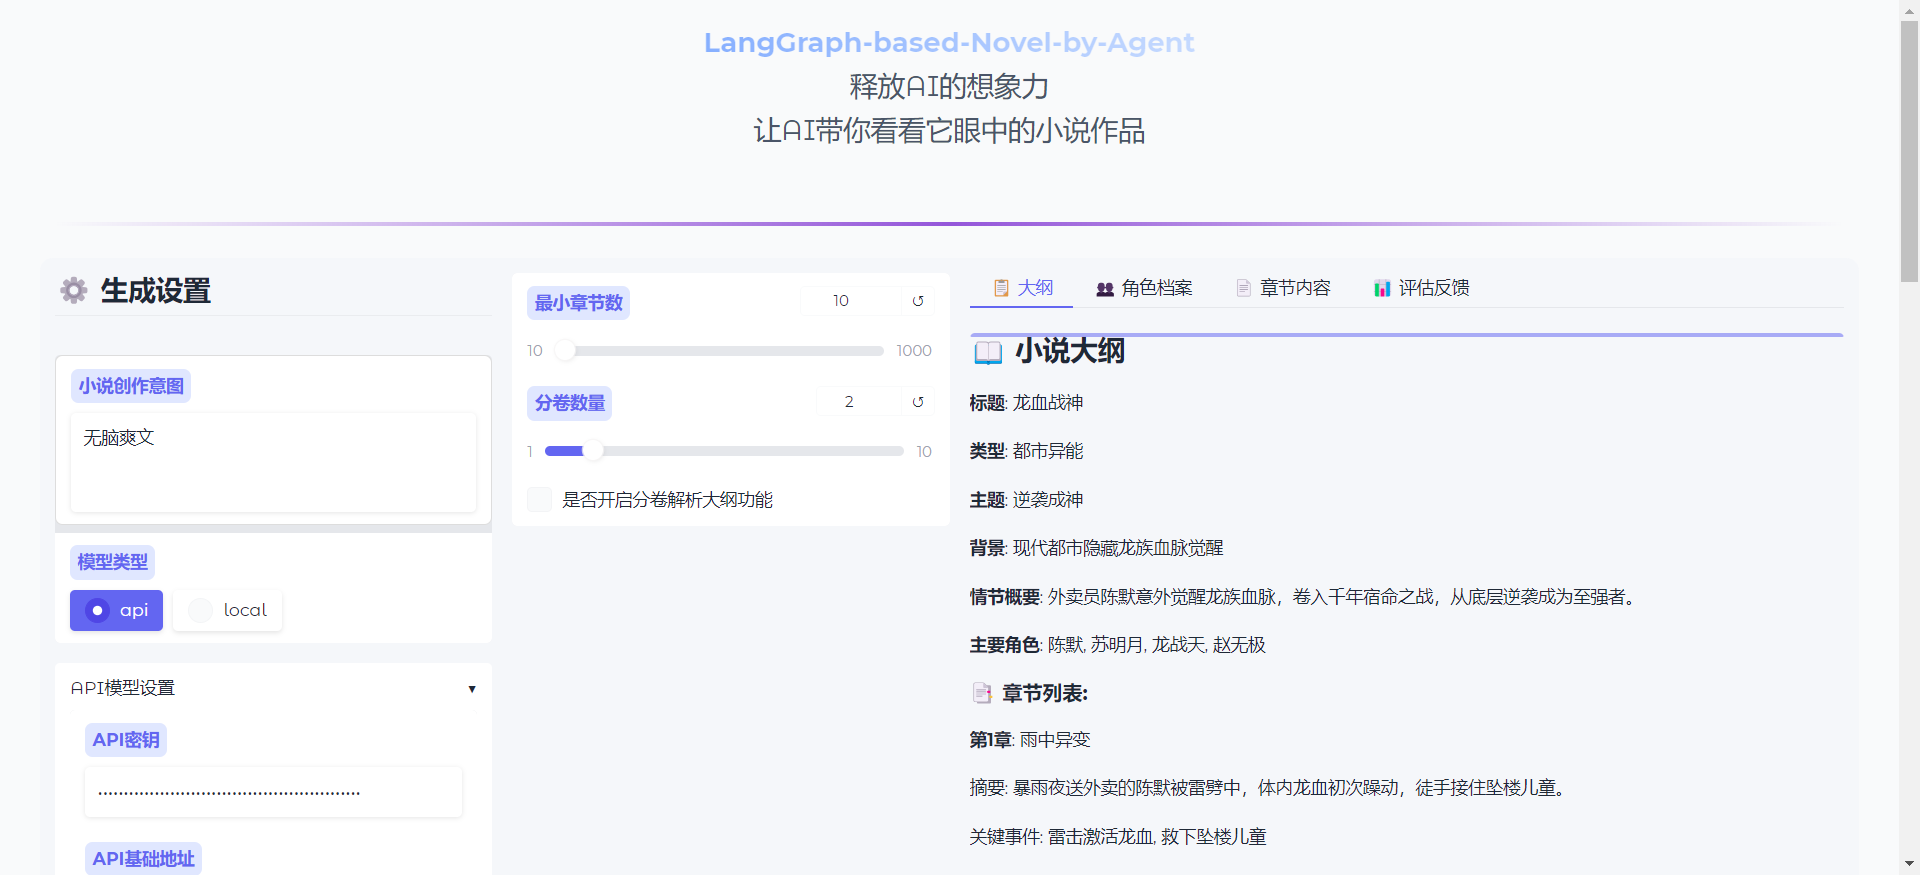 LangGraph-based-Novel-by-Agent
释放AI的想象力
让AI带你看看它眼中的小说作品
生成设置
小说创作意图
无脑爽文
模型类型
api
local
API模型设置
▼
API密钥
••••••••••••••••••••••••••••••••••••••••••••••••••••
API基础地址
最小章节数
10
↺
10
1000
分卷数量
2
↺
1
10
是否开启分卷解析大纲功能
大纲
角色档案
章节内容
评估反馈
小说大纲
标题: 龙血战神
类型: 都市异能
主题: 逆袭成神
背景: 现代都市隐藏龙族血脉觉醒
情节概要: 外卖员陈默意外觉醒龙族血脉，卷入千年宿命之战，从底层逆袭成为至强者。
主要角色: 陈默, 苏明月, 龙战天, 赵无极
章节列表:
第1章: 雨中异变
摘要: 暴雨夜送外卖的陈默被雷劈中，体内龙血初次躁动，徒手接住坠楼儿童。
关键事件: 雷击激活龙血, 救下坠楼儿童